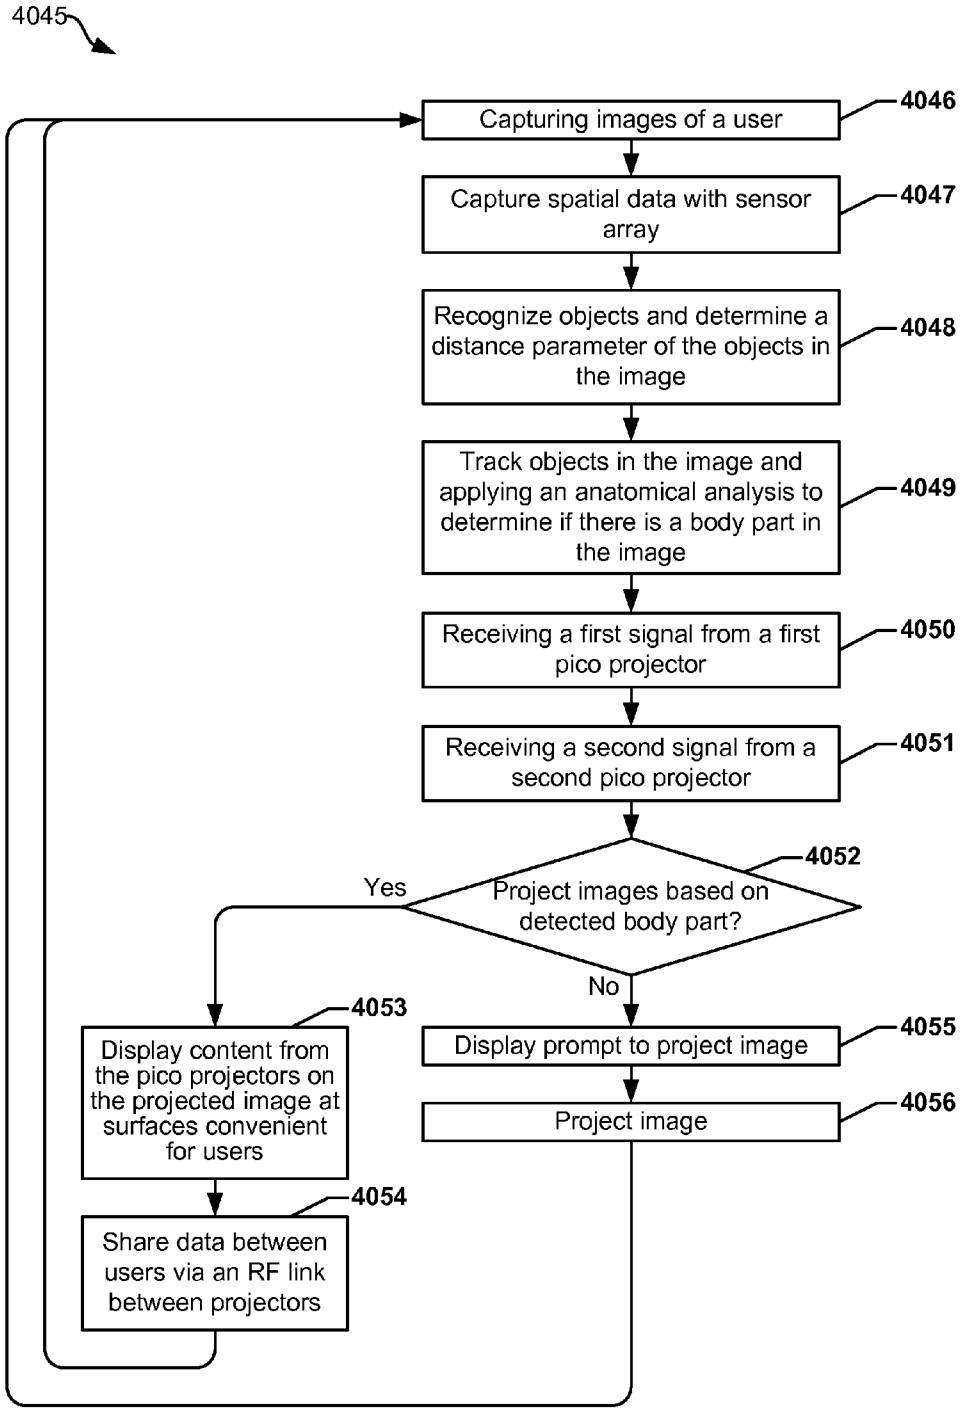 4045
Capturing images of a user
4046
Capture spatial data with sensor
array
4047
Recognize objects and determine a
distance parameter of the objects in
the image
4048
Track objects in the image and
applying an anatomical analysis to
determine if there is a body part in
the image
4049
Receiving a first signal from a first
pico projector
4050
Receiving a second signal from a
second pico projector
4051
Project images based on
detected body part?
4052
Yes
No
4053
Display content from
the pico projectors on
the projected image at
surfaces convenient
for users
4054
Share data between
users via an RF link
between projectors
Display prompt to project image
4055
Project image
4056